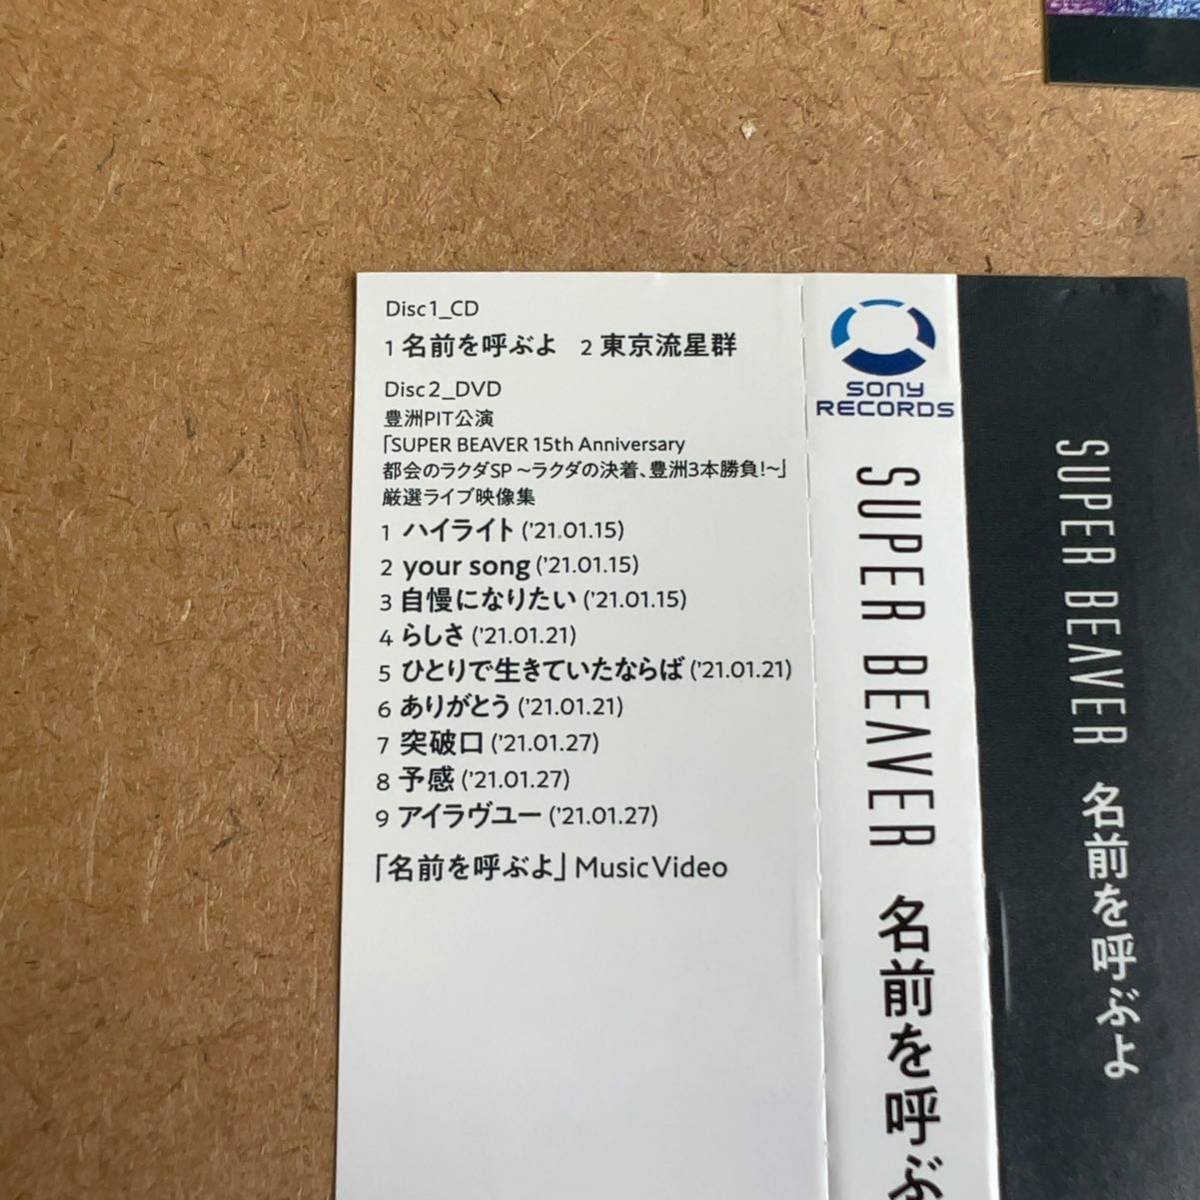 Disc1_CD
1 名前を呼ぶよ 2 東京流星群
Disc2_DVD
豊洲PIT公演
「SUPER BEAVER 15th Anniversary
都会のラクダSP ～ラクダの決着、豊洲3本勝負!～」
厳選ライブ映像集
1 ハイライト ('21.01.15)
2 your song ('21.01.15)
3 自慢になりたい ('21.01.15)
4 らしさ ('21.01.21)
5 ひとりで生きていたならば ('21.01.21)
6 ありがとう ('21.01.21)
7 突破口 ('21.01.27)
8 予感 ('21.01.27)
9 アイラヴユー ('21.01.27)
「名前を呼ぶよ」 Music Video
SONY
RECORDS
SUPER BEAVER 名前を呼ぶ
SUPER BEAVER 名前を呼ぶよ